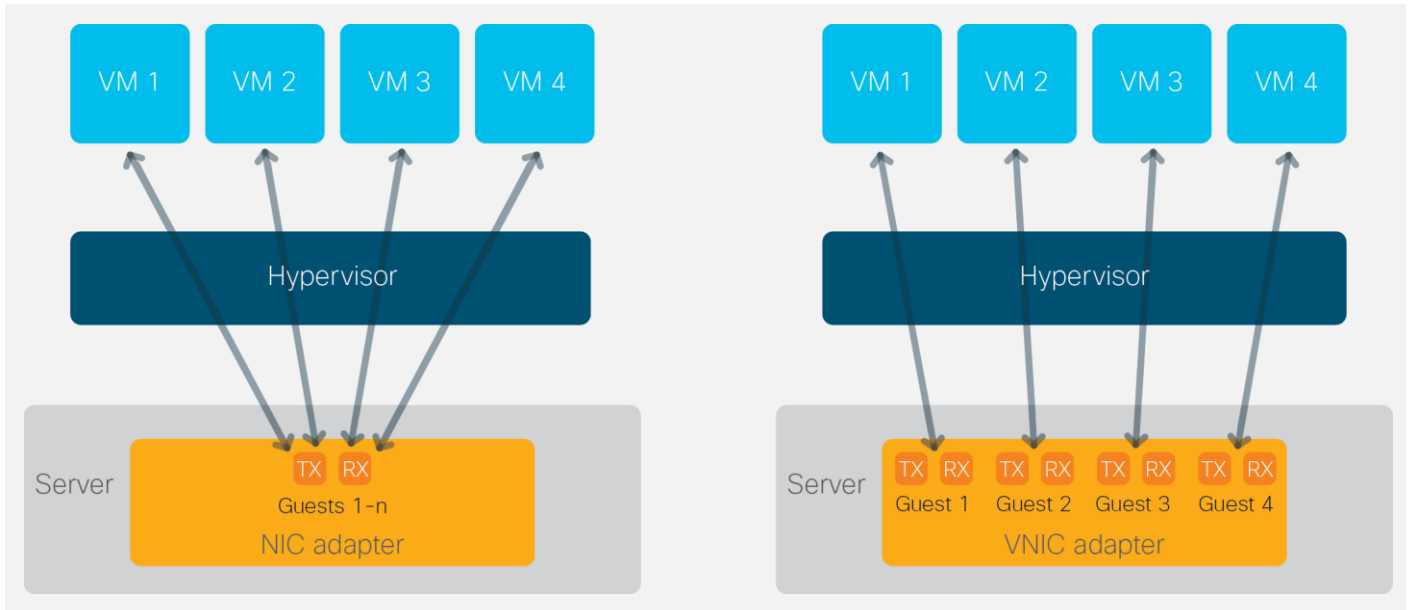 VM 1
VM 2
VM 3
VM 4
Hypervisor
Server
TX
RX
Guests 1-n
NIC adapter
VM 1
VM 2
VM 3
VM 4
Hypervisor
Server
TX
RX
TX
RX
TX
RX
TX
RX
Guest 1
Guest 2
Guest 3
Guest 4
VNIC adapter